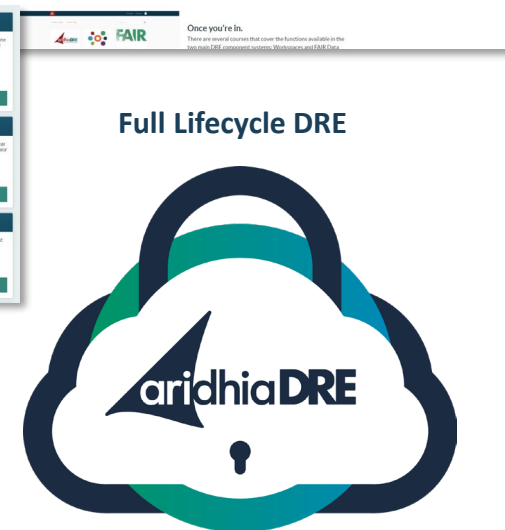 Once you're in.
There are several courses that cover the functions available in the
two main DRE component systems: Workspaces and FAIR Data
FAIR
Full Lifecycle DRE
aridhiaDRE